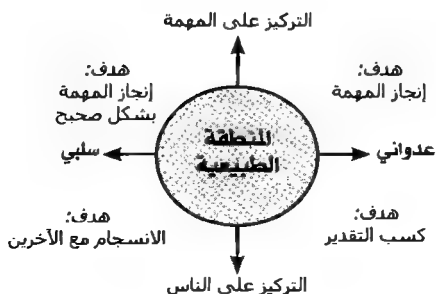 التركيز على المهمة
هدف:
إنجاز المهمة
هدف:
إنجاز المهمة
بشكل صحيح
المنطقة
الطبيعية
عدواني
سلبي
هدف:
كسب التقدير
هدف:
الانسجام مع الآخرين
التركيز على الناس